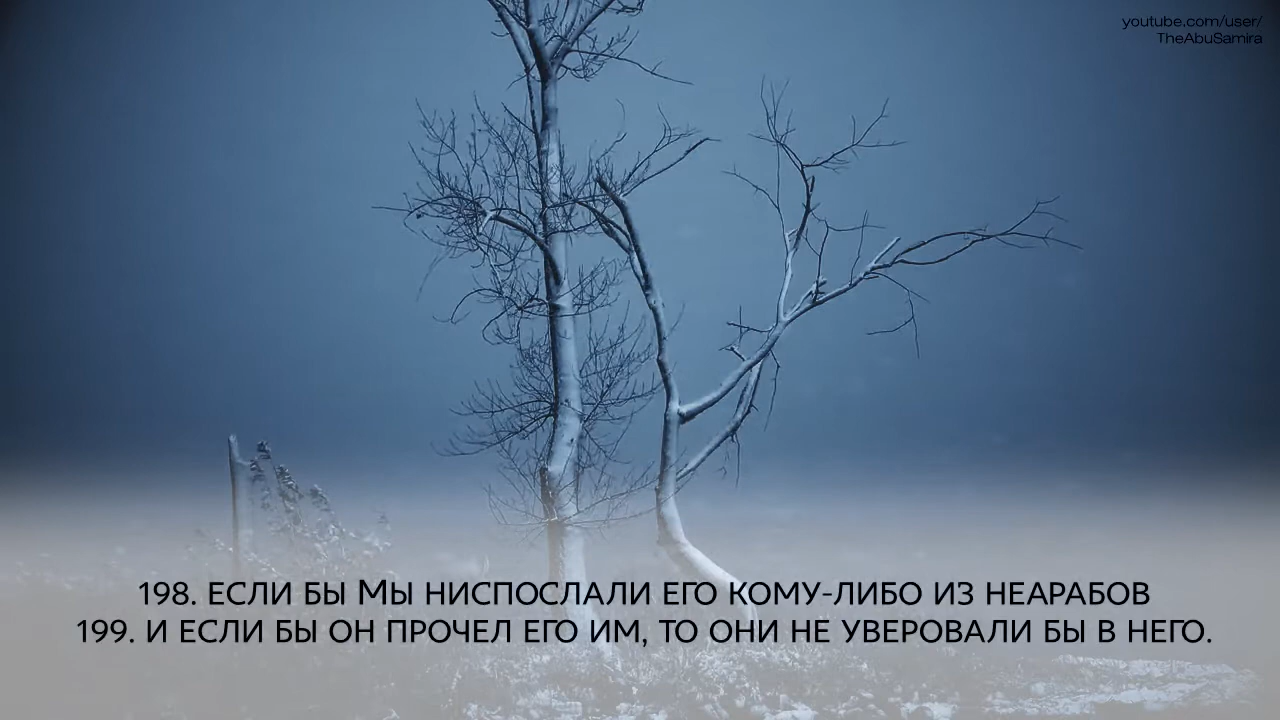 youtube.com/user/
TheAbuSamira
198. ЕСЛИ БЫ МЫ НИСПОСЛАЛИ ЕГО КОМУ-ЛИБО ИЗ НЕАРАБОВ
199. И ЕСЛИ БЫ ОН ПРОЧЕЛ ЕГО ИМ, ТО ОНИ НЕ УВЕРОВАЛИ БЫ В НЕГО.